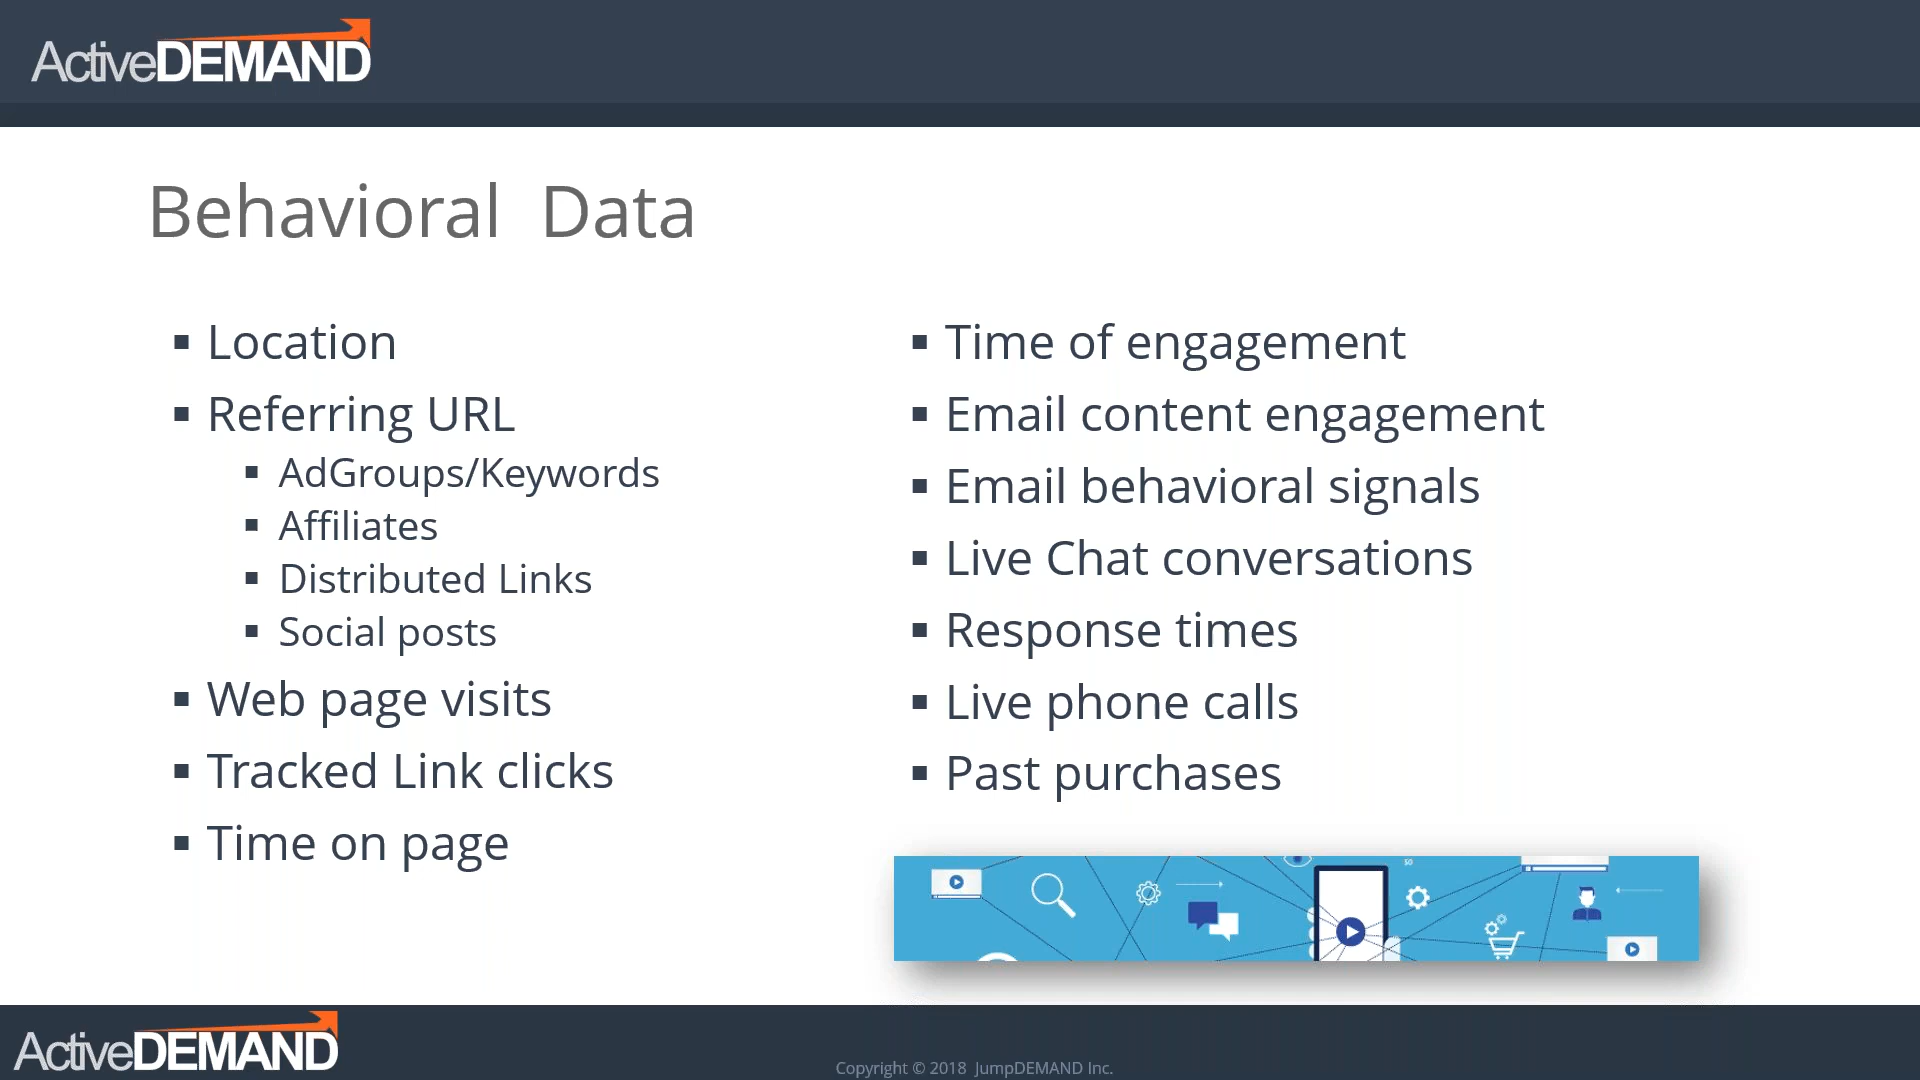 ActiveDEMAND
Behavioral Data
Location
Referring URL
AdGroups/Keywords
Affiliates
Distributed Links
Social posts
Web page visits
Tracked Link clicks
Time on page
Time of engagement
Email content engagement
Email behavioral signals
Live Chat conversations
Response times
Live phone calls
Past purchases
ActiveDEMAND
Copyright © 2018 JumpDEMAND Inc.